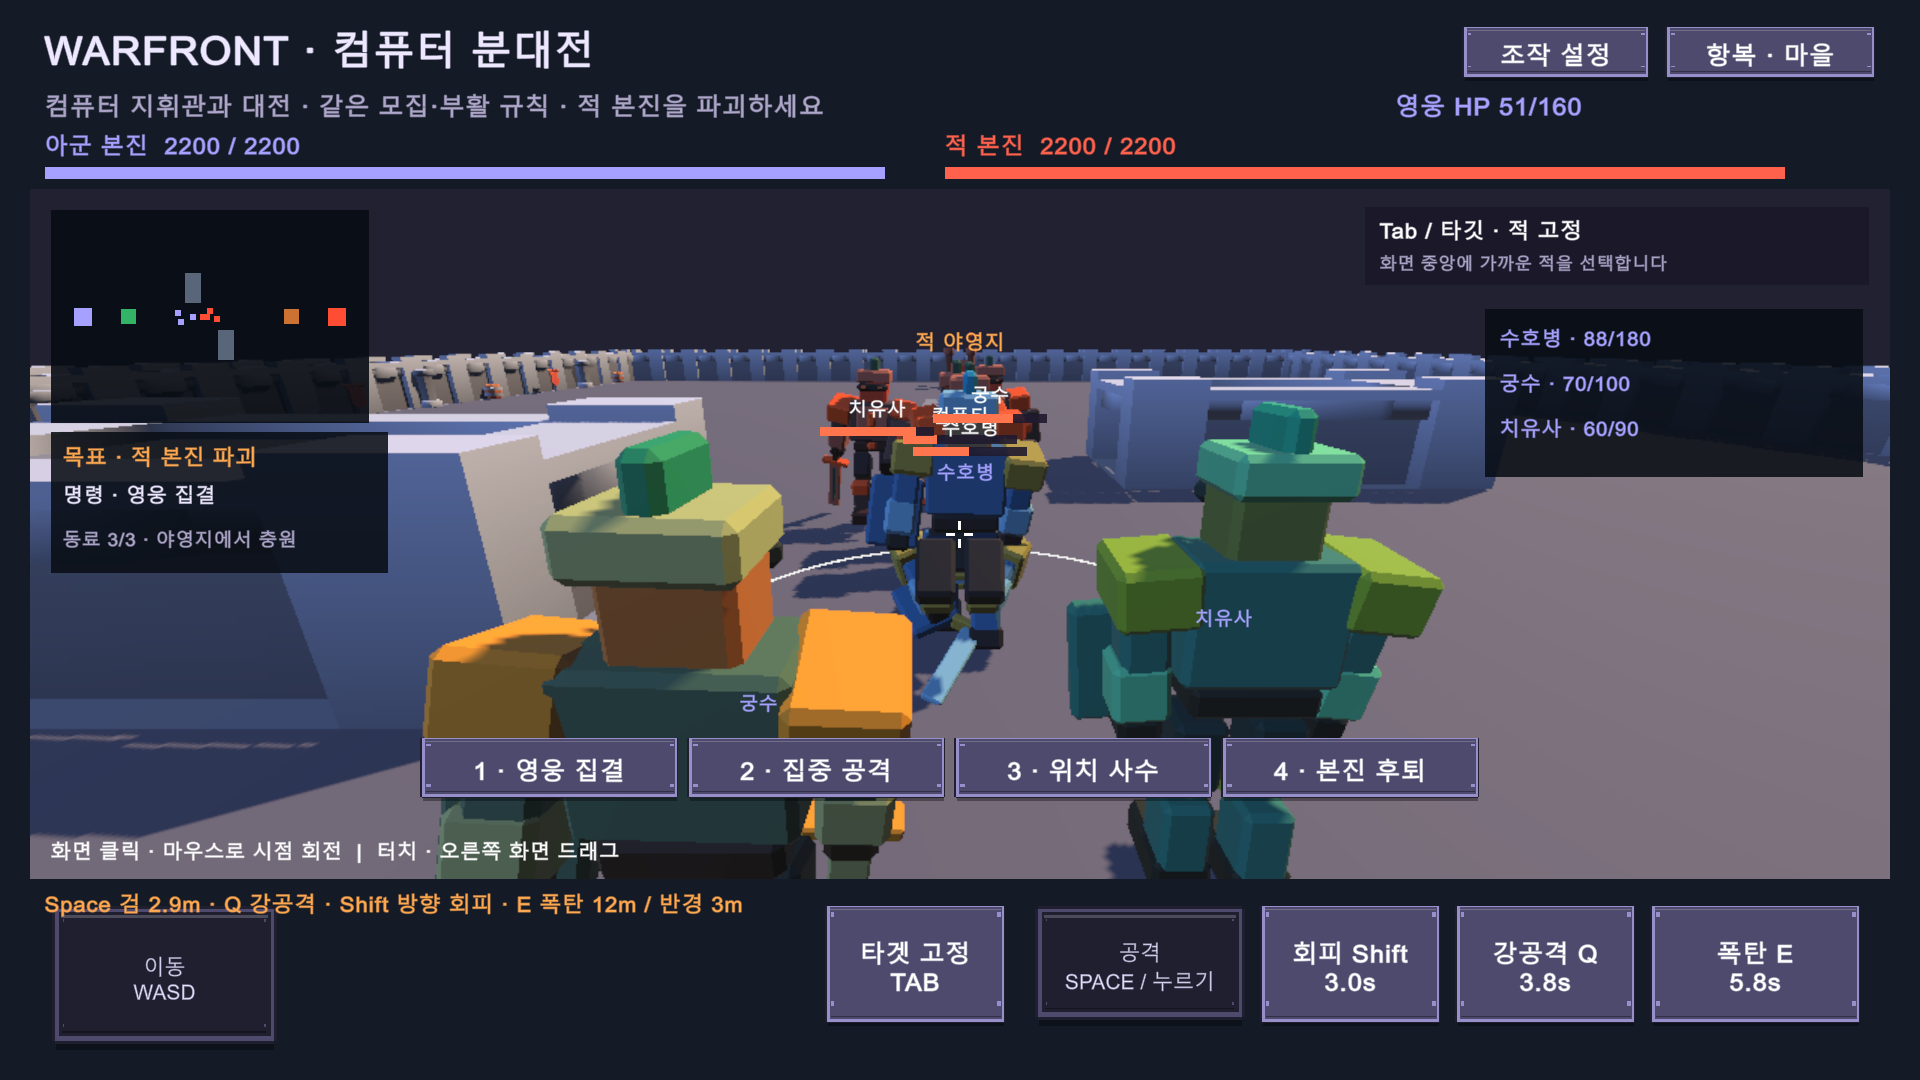 WARFRONT · 컴퓨터 분대전
조작 설정
항복 · 마을
컴퓨터 지휘관과 대전 · 같은 모집·부활 규칙 · 적 본진을 파괴하세요
영웅 HP 51/160
아군 본진 2200 / 2200
적 본진 2200 / 2200
Tab / 타깃 · 적 고정
화면 중앙에 가까운 적을 선택합니다
수호병 · 88/180
궁수 · 70/100
치유사 · 60/90
적 야영지
궁수
치유사
컴퓨터
수호병
수호병
목표 · 적 본진 파괴
명령 · 영웅 집결
동료 3/3 · 야영지에서 충원
치유사
궁수
1 · 영웅 집결
2 · 집중 공격
3 · 위치 사수
4 · 본진 후퇴
화면 클릭 · 마우스로 시점 회전 | 터치 · 오른쪽 화면 드래그
Space 검 2.9m · Q 강공격 · Shift 방향 회피 · E 폭탄 12m / 반경 3m
이동
WASD
타겟 고정
TAB
공격
SPACE / 누르기
회피 Shift
3.0s
강공격 Q
3.8s
폭탄 E
5.8s